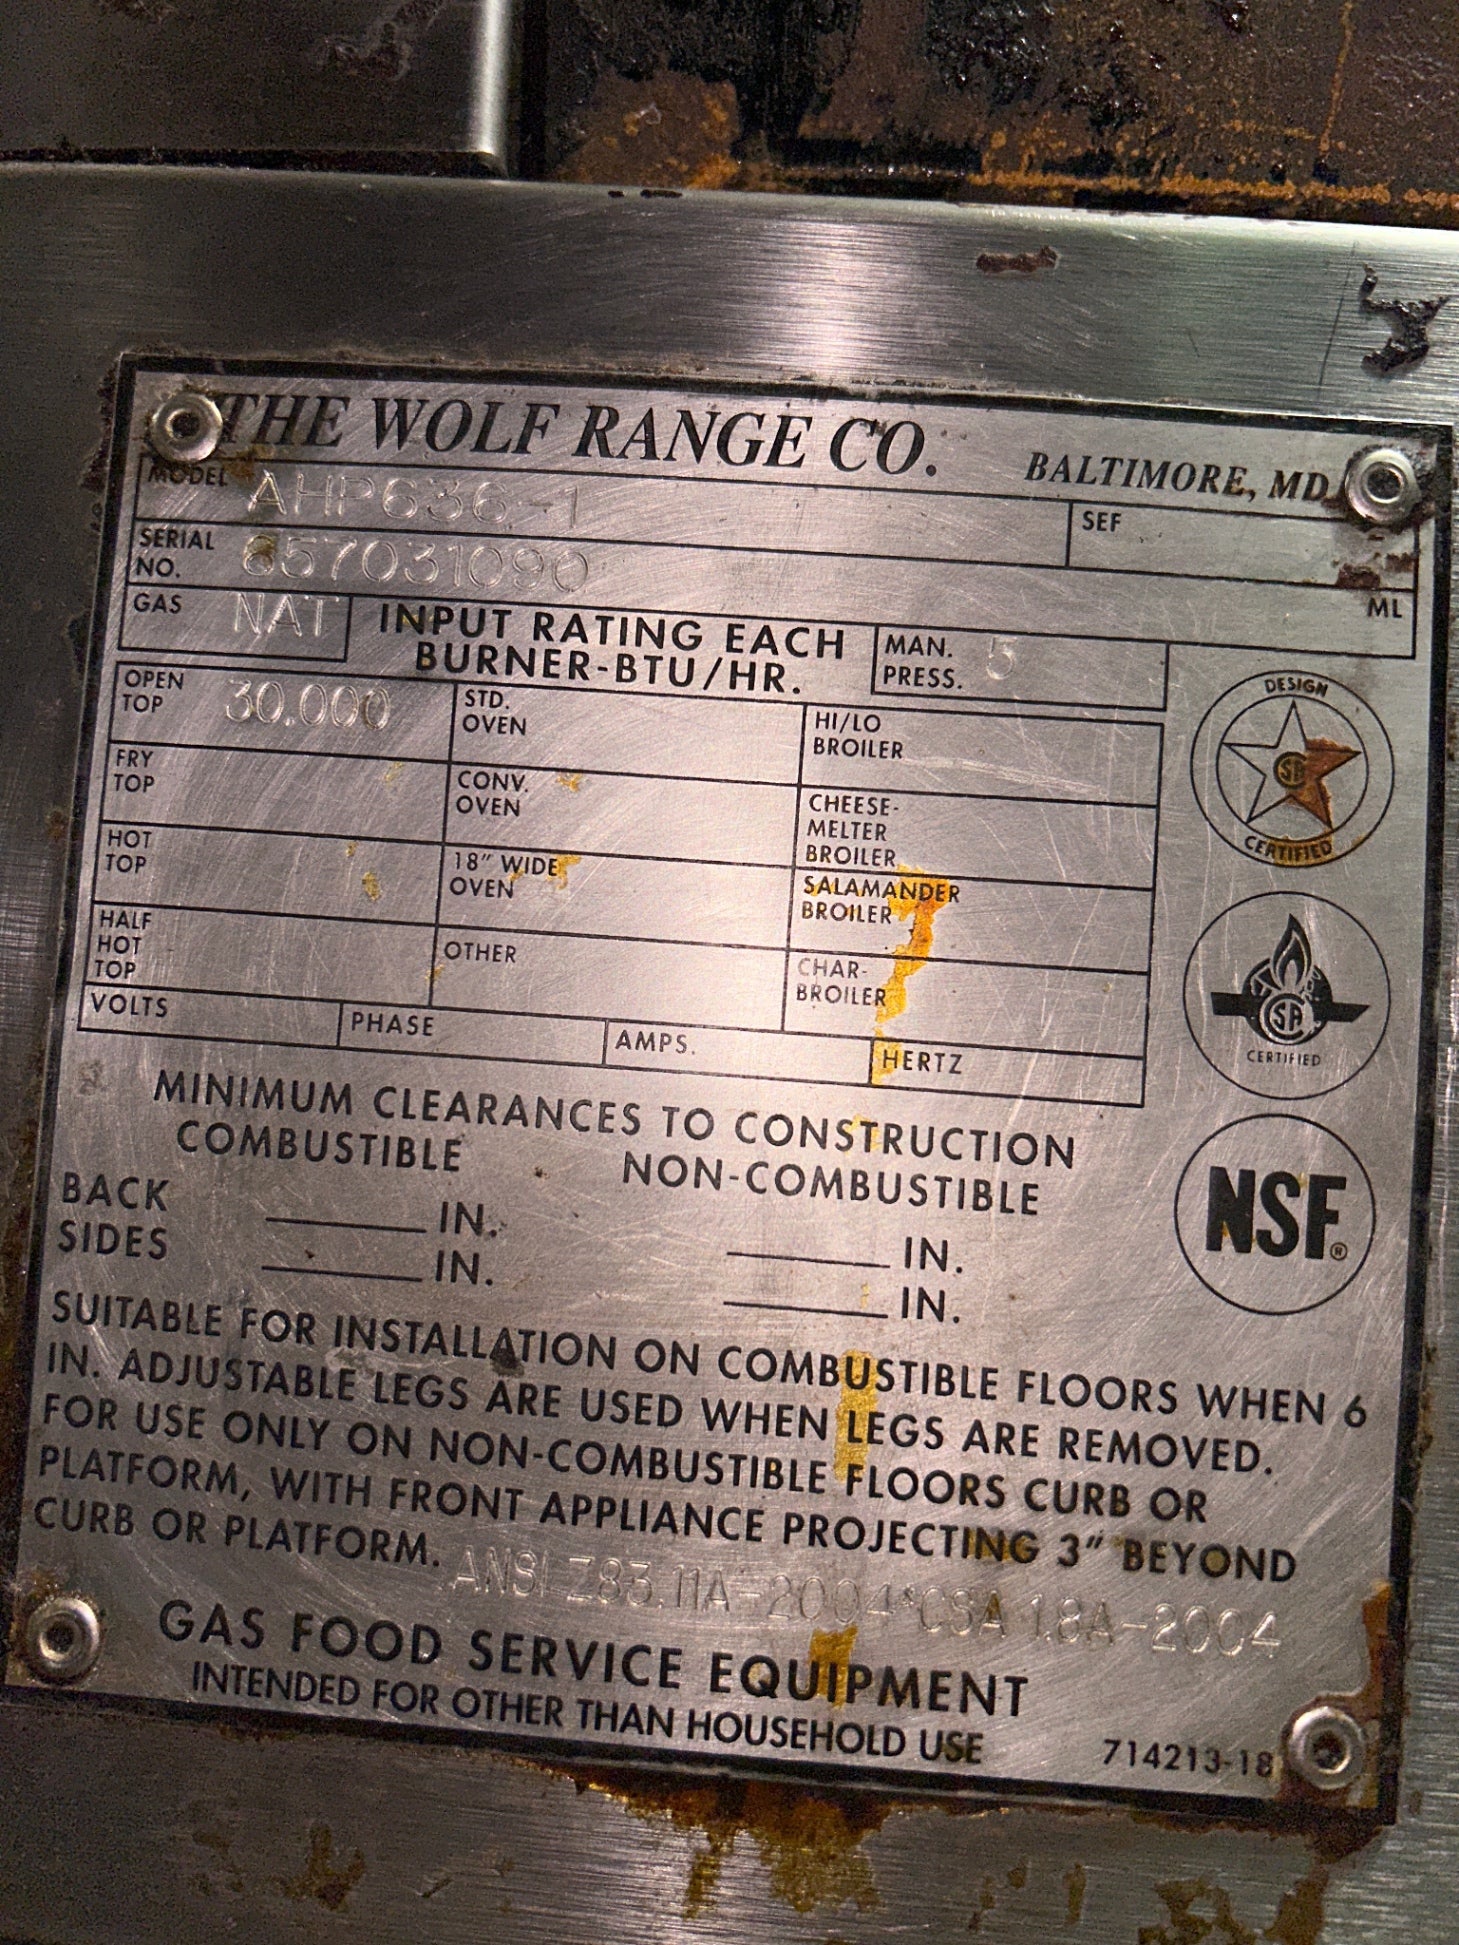 THE WOLF RANGE CO. BALTIMORE, MD
MODEL AHP636-1 SEF
SERIAL NO. 657031090
ML
GAS NAT INPUT RATING EACH BURNER-BTU/HR. MAN. PRESS. 5
OPEN TOP 30.000 STD. OVEN HI/LO BROILER
FRY TOP CONV. OVEN CHEESE-MELTER BROILER
HOT TOP 18" WIDE OVEN SALAMANDER BROILER
HALF HOT TOP OTHER CHAR-BROILER
VOLTS PHASE AMPS. HERTZ
DESIGN
SA
CERTIFIED
SA
CERTIFIED
NSF®
MINIMUM CLEARANCES TO CONSTRUCTION
COMBUSTIBLE NON-COMBUSTIBLE
BACK ____ IN. ____ IN.
SIDES ____ IN. ____ IN.
SUITABLE FOR INSTALLATION ON COMBUSTIBLE FLOORS WHEN 6
IN. ADJUSTABLE LEGS ARE USED WHEN LEGS ARE REMOVED.
FOR USE ONLY ON NON-COMBUSTIBLE FLOORS CURB OR
PLATFORM, WITH FRONT APPLIANCE PROJECTING 3" BEYOND
CURB OR PLATFORM.
ANSI Z83.11A-2004*CSA 1.8A-2004
GAS FOOD SERVICE EQUIPMENT
INTENDED FOR OTHER THAN HOUSEHOLD USE
714213-18